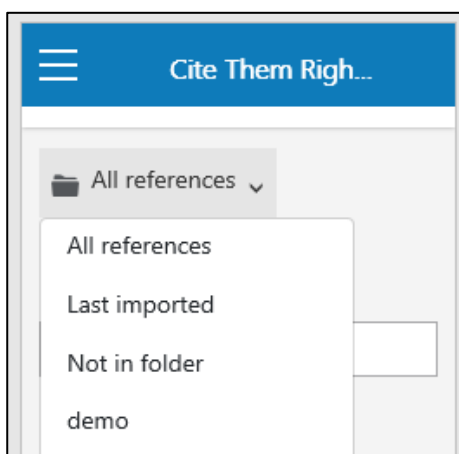 Cite Them Righ...
All references
All references
Last imported
Not in folder
demo